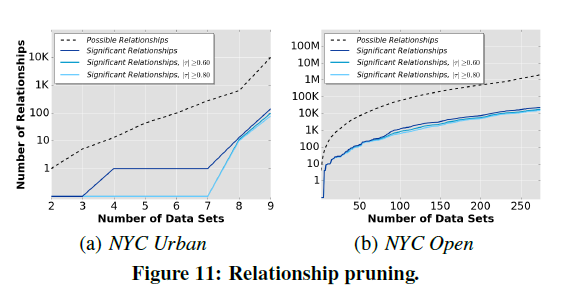 Number of Relationships
10K
1K
100
10
1
Possible Relationships
Significant Relationships
Significant Relationships, |τ| ≥0.60
Significant Relationships, |τ| ≥0.80
2 3 4 5 6 7 8 9
Number of Data Sets
(a) NYC Urban
100M
10M
1M
100K
10K
1K
100
10
1
Possible Relationships
Significant Relationships
Significant Relationships, |τ| ≥0.60
Significant Relationships, |τ| ≥0.80
50 100 150 200 250
Number of Data Sets
(b) NYC Open
Figure 11: Relationship pruning.